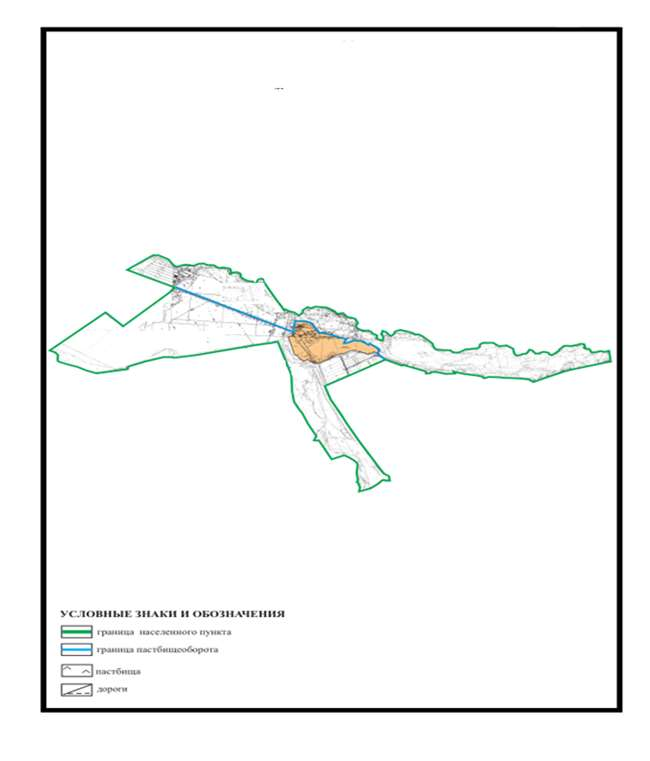 УСЛОВНЫЕ ЗНАКИ И ОБОЗНАЧЕНИЯ
граница населенного пункта
граница пастбищеоборота
пастбища
дороги